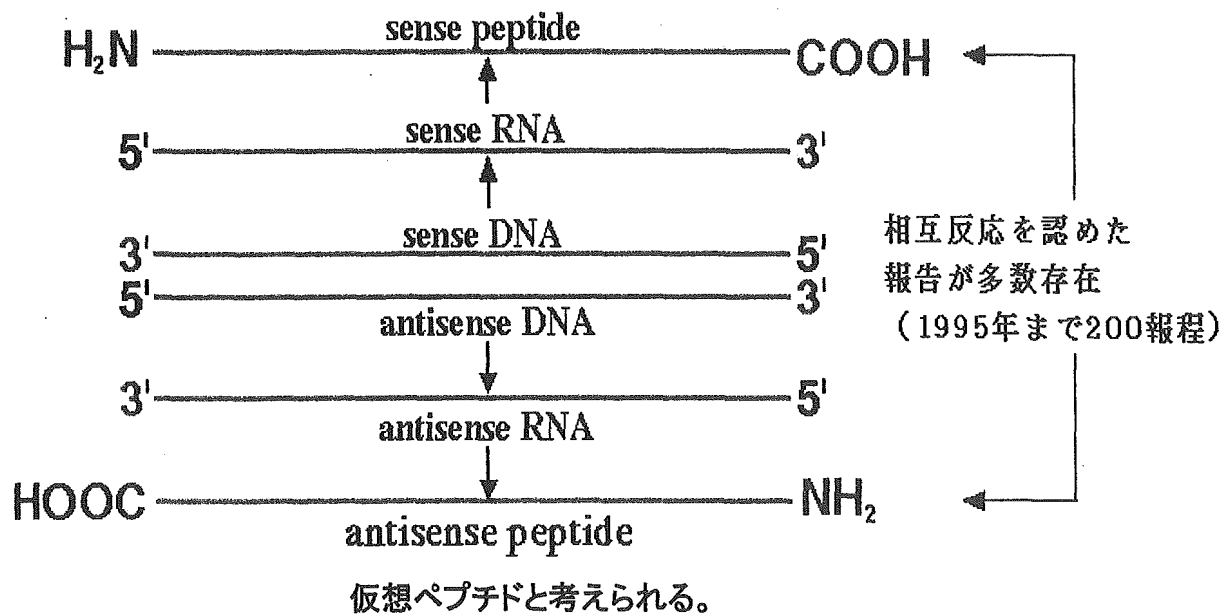 H₂N sense peptide COOH
5' sense RNA 3'
3' sense DNA 5'
5' antisense DNA 3'
3' antisense RNA 5'
HOOC antisense peptide NH₂
仮想ペプチドと考えられる。
相互反応を認めた
報告が多数存在
(1995年まで200報程)